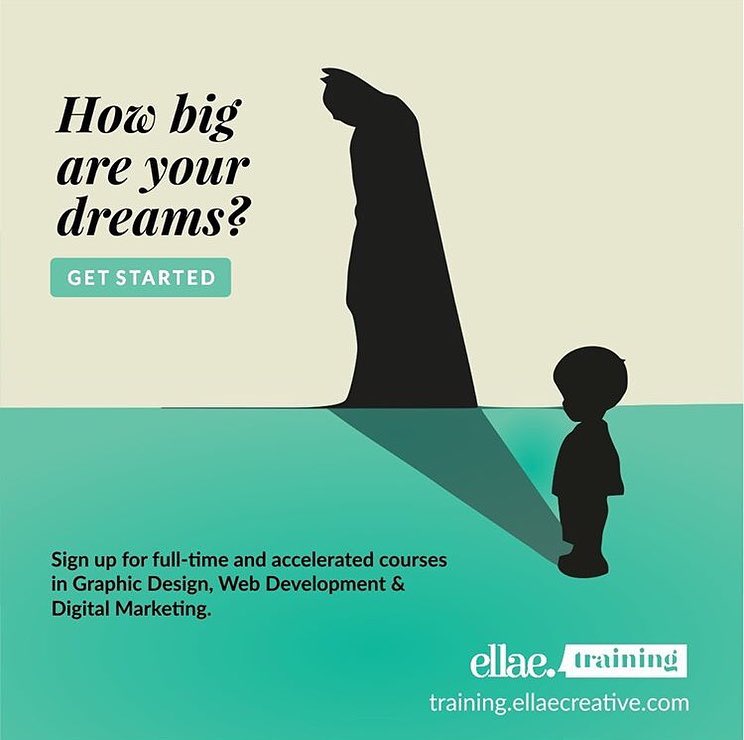 How big
are your
dreams?
GET STARTED
Sign up for full-time and accelerated courses
in Graphic Design, Web Development &
Digital Marketing.
ellae. training
training.ellaecreative.com